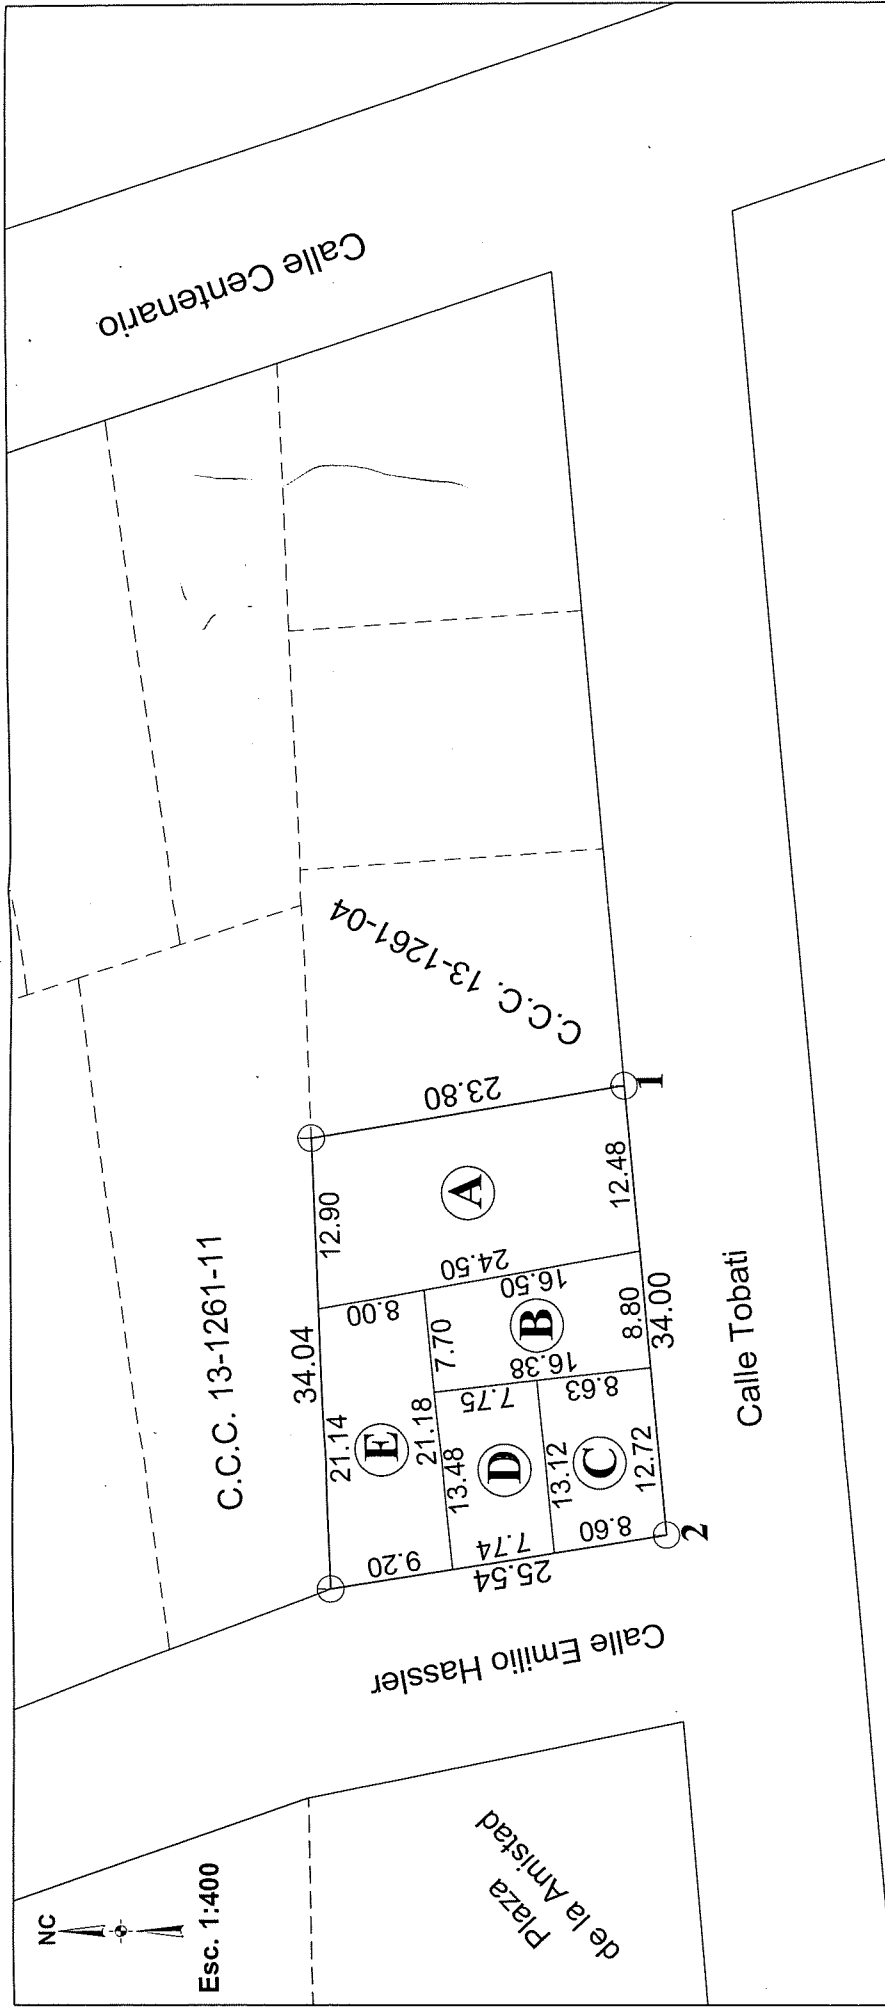 NC
Esc. 1:400
Plaza
de la Amistad
Calle Emilio Hassler
Calle Centenario
Calle Tobati
C.C.C. 13-1261-11
C.C.C. 13-1261-04
34.04
21.14
12.90
9.20
E
8.00
21.18
13.48
7.70
7.74
D
7.75
13.12
25.54
8.60
C
8.63
12.72
16.38
B
16.50
8.80
24.50
A
23.80
12.48
34.00
1
2